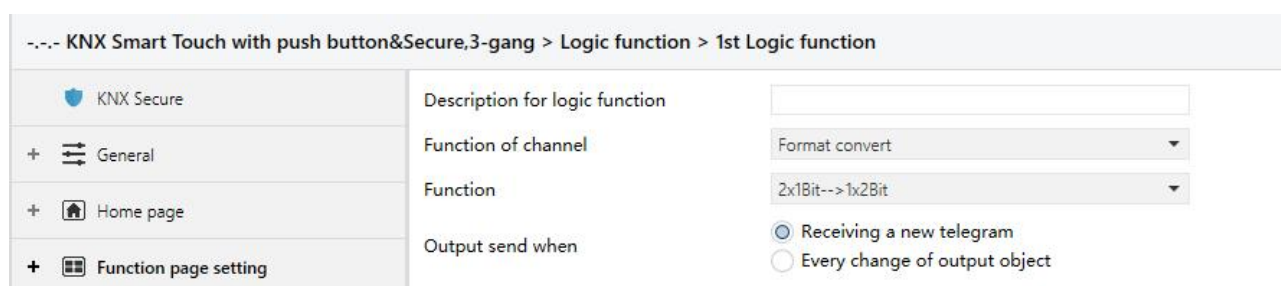 -.-.- KNX Smart Touch with push button&Secure,3-gang > Logic function > 1st Logic function
KNX Secure
+ General
+ Home page
+ Function page setting
Description for logic function
Function of channel Format convert
Function 2x1Bit-->1x2Bit
Output send when Receiving a new telegram
Every change of output object